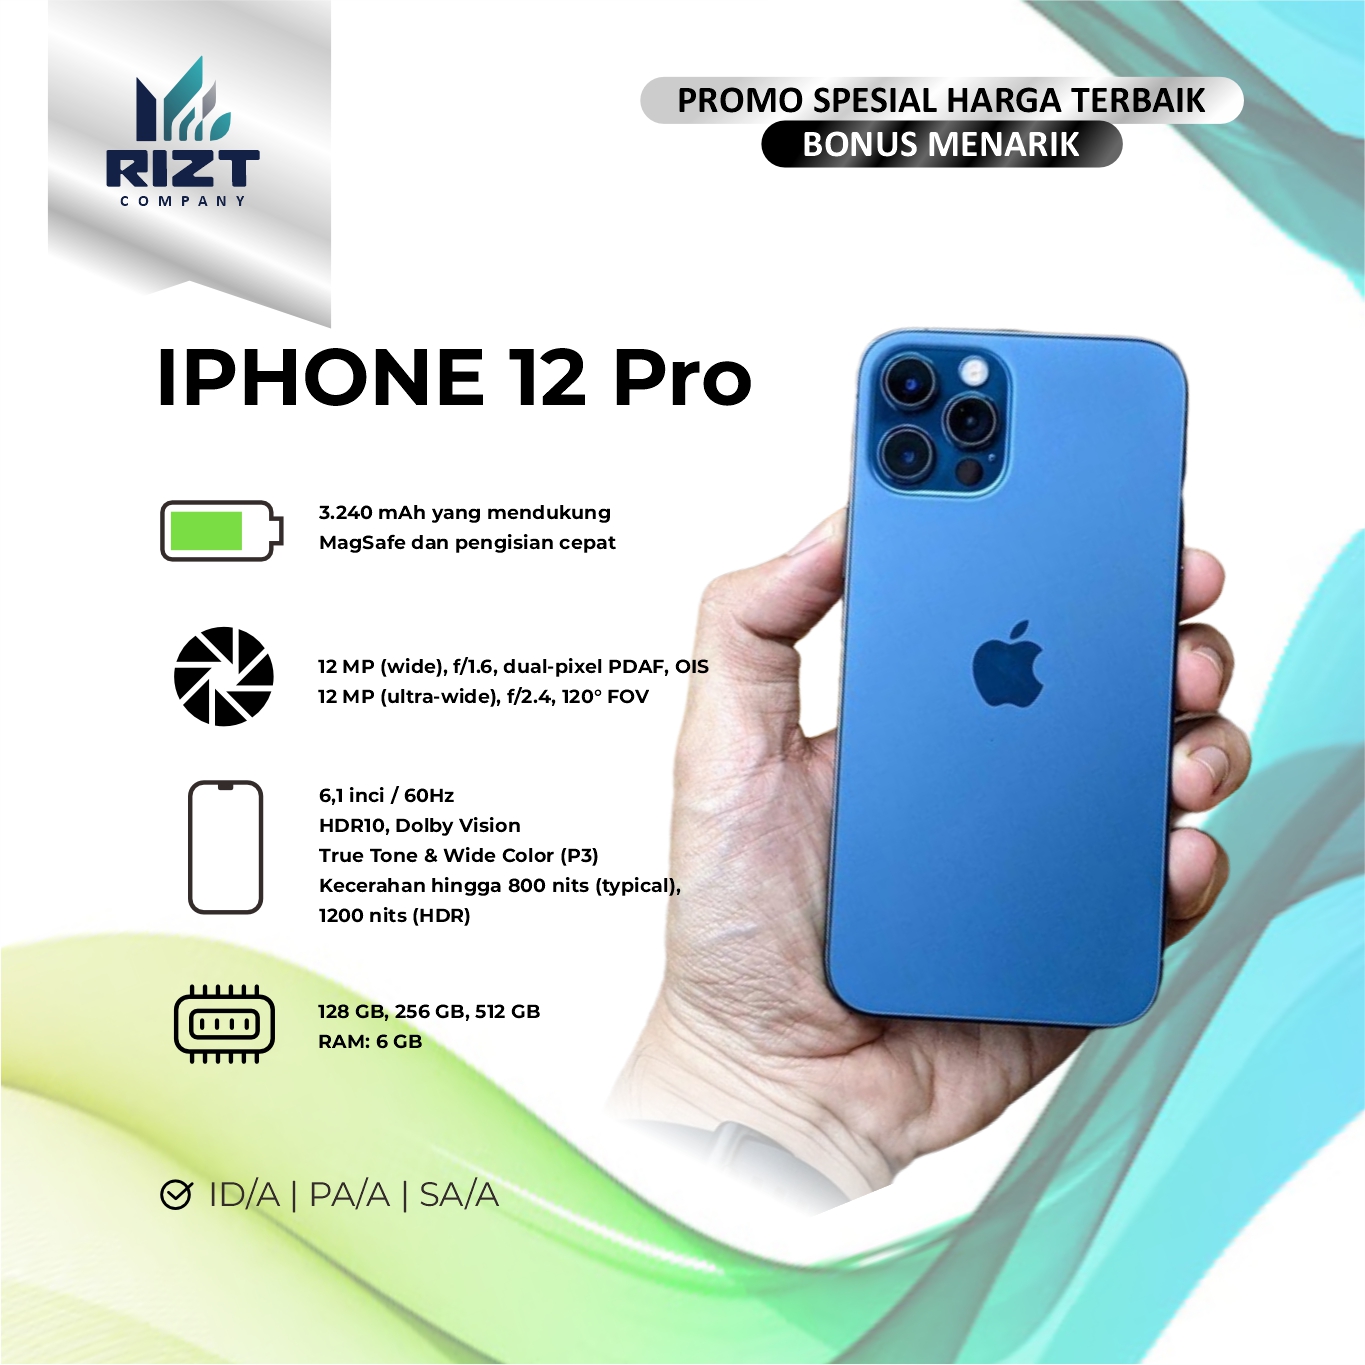 RIZT
COMPANY
PROMO SPESIAL HARGA TERBAIK
BONUS MENARIK
IPHONE 12 Pro
3.240 mAh yang mendukung
MagSafe dan pengisian cepat
12 MP (wide), f/1.6, dual-pixel PDAF, OIS
12 MP (ultra-wide), f/2.4, 120° FOV
6,1 inci / 60Hz
HDR10, Dolby Vision
True Tone & Wide Color (P3)
Kecerahan hingga 800 nits (typical),
1200 nits (HDR)
128 GB, 256 GB, 512 GB
RAM: 6 GB
ID/A | PA/A | SA/A